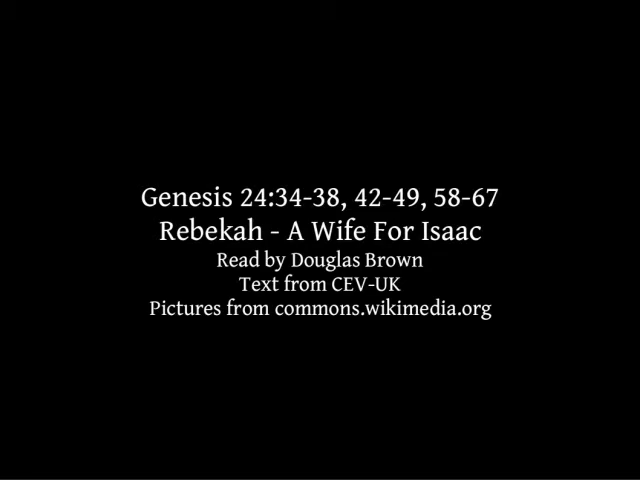 Genesis 24:34-38, 42-49, 58-67
Rebekah - A Wife For Isaac
Read by Douglas Brown
Text from CEV-UK
Pictures from commons.wikimedia.org